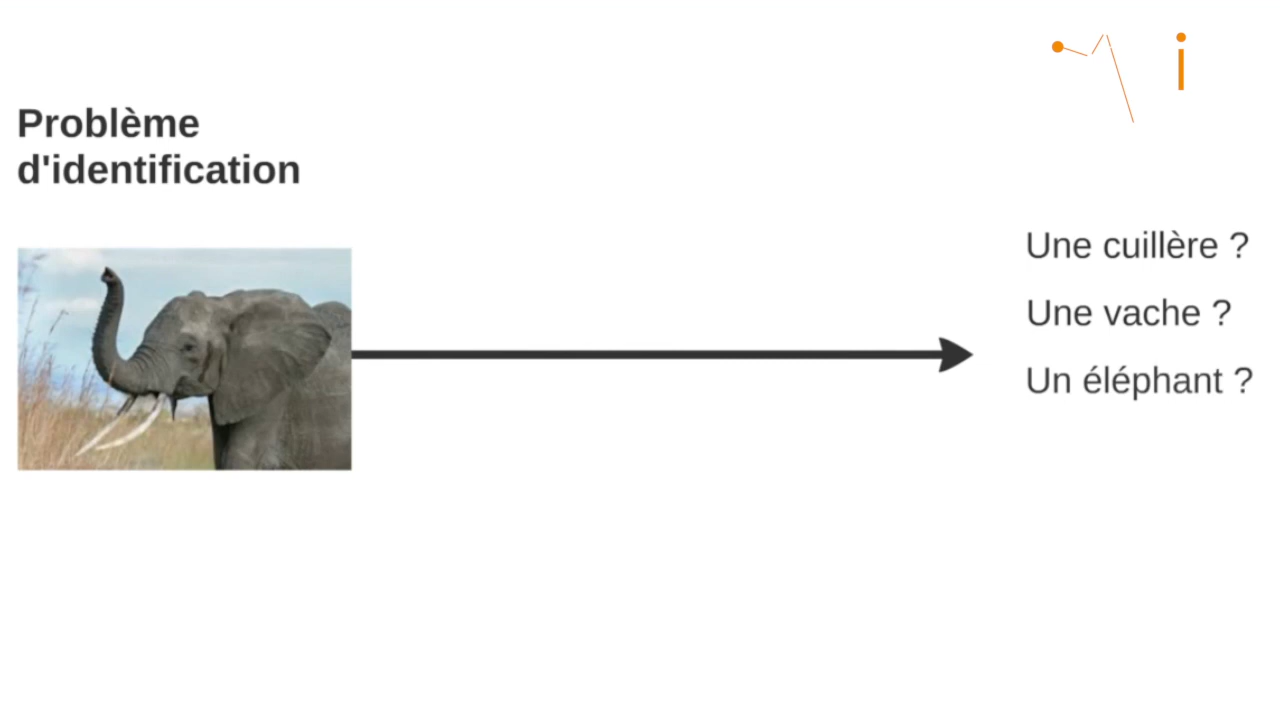 Problème
d'identification
Une cuillère ?
Une vache ?
Un éléphant ?